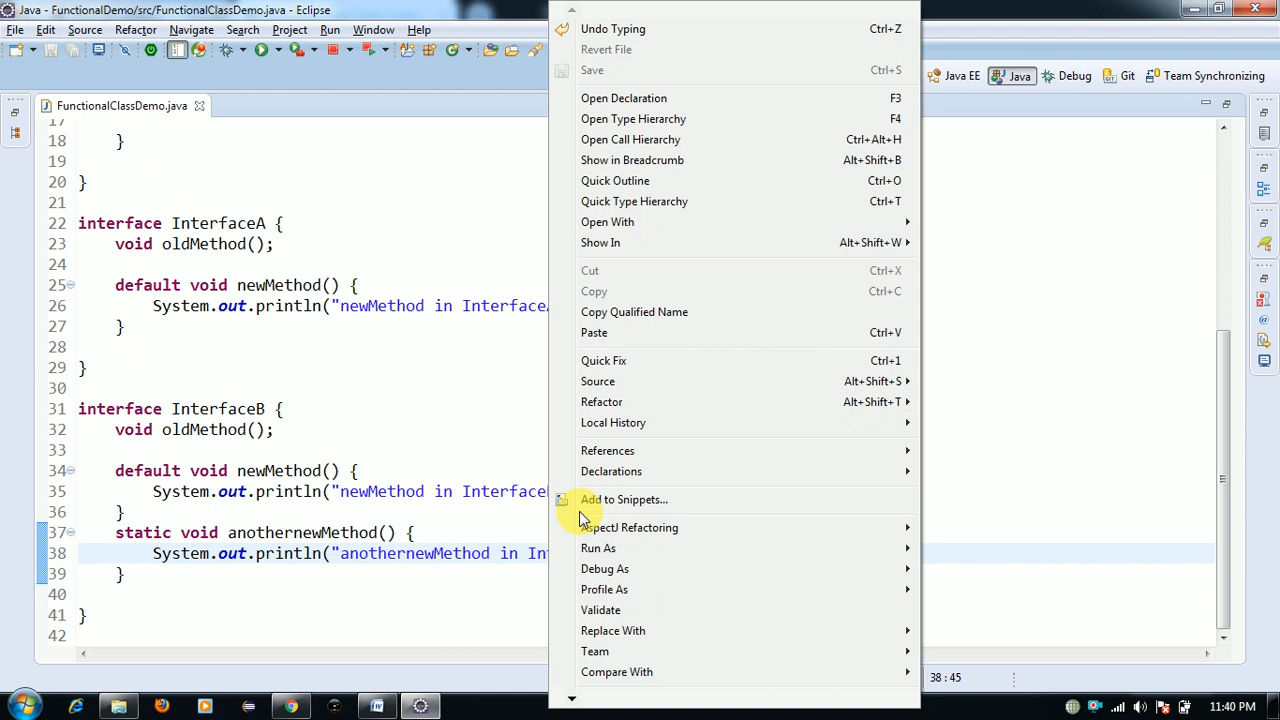 Java - FunctionalDemo/src/FunctionalClassDemo.java - Eclipse
File Edit Source Refactor Navigate Search Project Run Window Help
Java EE Java Debug Git Team Synchronizing
FunctionalClassDemo.java
17
18 }
19
20 }
21
22 interface InterfaceA {
23 void oldMethod();
24
25 default void newMethod() {
26 System.out.println("newMethod in Interface
27 }
28
29 }
30
31 interface InterfaceB {
32 void oldMethod();
33
34 default void newMethod() {
35 System.out.println("newMethod in Interface
36 }
37 static void anothernewMethod() {
38 System.out.println("anothernewMethod in In
39 }
40
41 }
42
Undo Typing Ctrl+Z
Revert File
Save Ctrl+S
Open Declaration F3
Open Type Hierarchy F4
Open Call Hierarchy Ctrl+Alt+H
Show in Breadcrumb Alt+Shift+B
Quick Outline Ctrl+O
Quick Type Hierarchy Ctrl+T
Open With
Show In Alt+Shift+W
Cut Ctrl+X
Copy Ctrl+C
Copy Qualified Name
Paste Ctrl+V
Quick Fix Ctrl+1
Source Alt+Shift+S
Refactor Alt+Shift+T
Local History
References
Declarations
Add to Snippets...
AspectJ Refactoring
Run As
Debug As
Profile As
Validate
Replace With
Team
Compare With
38 : 45
11:40 PM